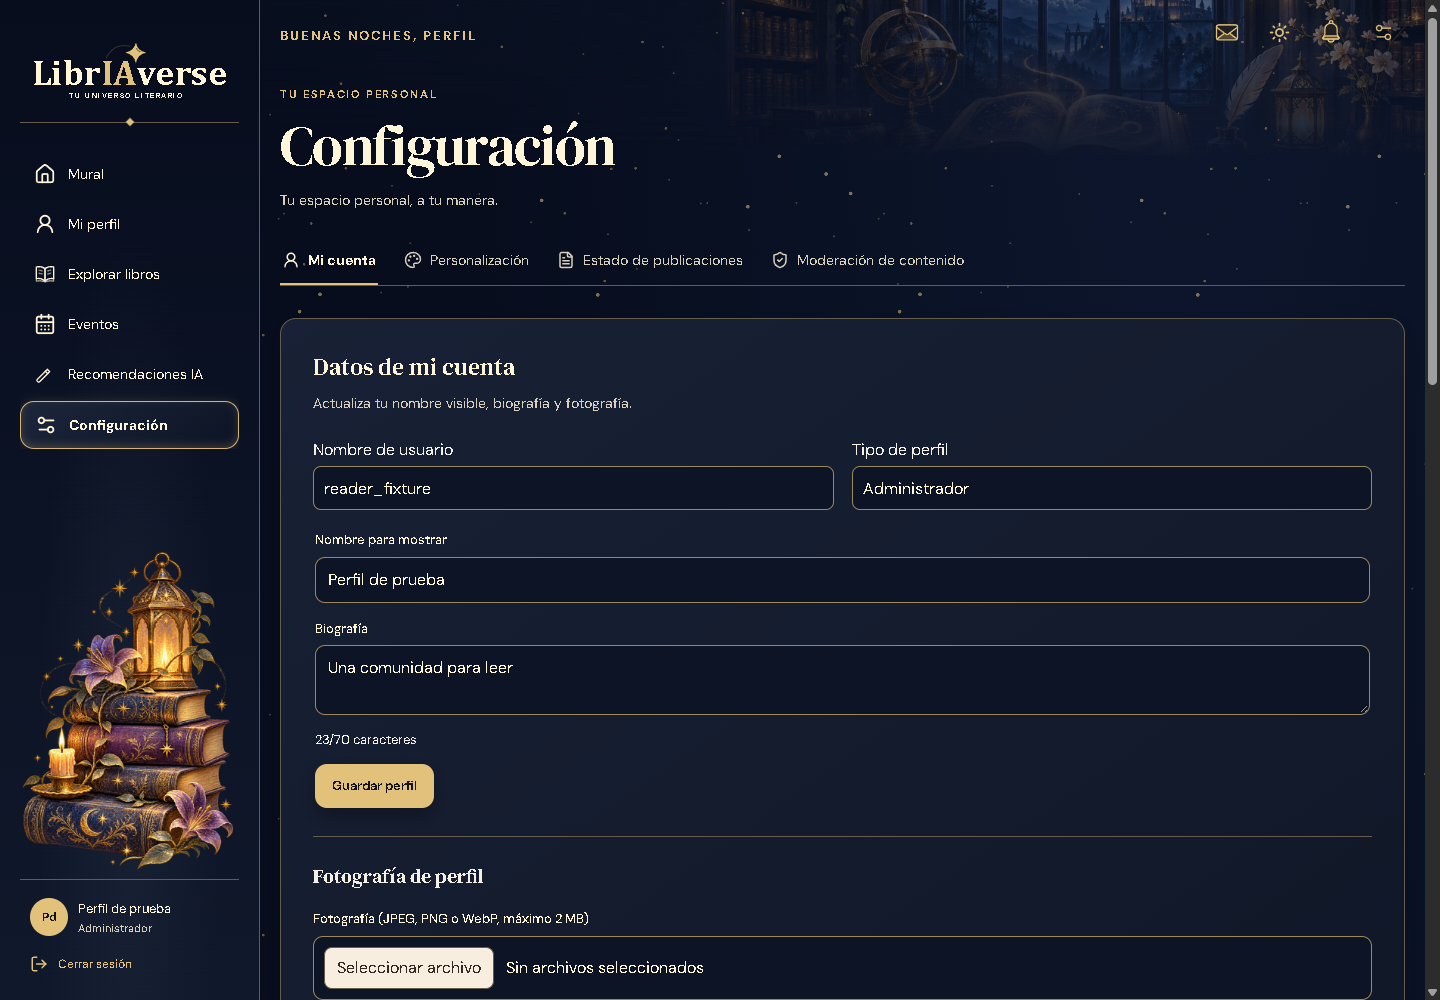 LibrIAverse
TU UNIVERSO LITERARIO
Mural
Mi perfil
Explorar libros
Eventos
Recomendaciones IA
Configuración
Pd
Perfil de prueba
Administrador
Cerrar sesión
BUENAS NOCHES, PERFIL
TU ESPACIO PERSONAL
Configuración
Tu espacio personal, a tu manera.
Mi cuenta
Personalización
Estado de publicaciones
Moderación de contenido
Datos de mi cuenta
Actualiza tu nombre visible, biografía y fotografía.
Nombre de usuario
reader_fixture
Tipo de perfil
Administrador
Nombre para mostrar
Perfil de prueba
Biografía
Una comunidad para leer
23/70 caracteres
Guardar perfil
Fotografía de perfil
Fotografía (JPEG, PNG o WebP, máximo 2 MB)
Seleccionar archivo
Sin archivos seleccionados